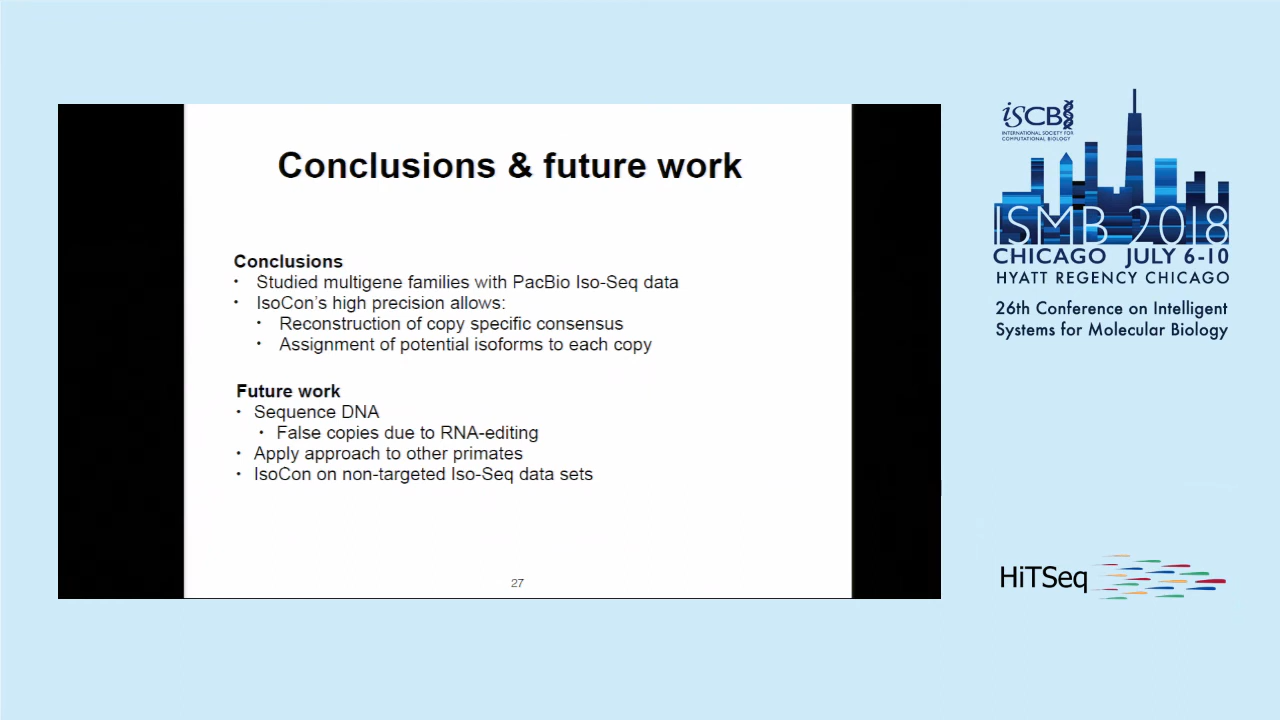 Conclusions & future work
Conclusions
• Studied multigene families with PacBio Iso-Seq data
• IsoCon's high precision allows:
• Reconstruction of copy specific consensus
• Assignment of potential isoforms to each copy
Future work
• Sequence DNA
• False copies due to RNA-editing
• Apply approach to other primates
• IsoCon on non-targeted Iso-Seq data sets
27
iSCB
INTERNATIONAL SOCIETY FOR
COMPUTATIONAL BIOLOGY
ISMB 2018
CHICAGO JULY 6-10
HYATT REGENCY CHICAGO
26th Conference on Intelligent
Systems for Molecular Biology
HiTSeq